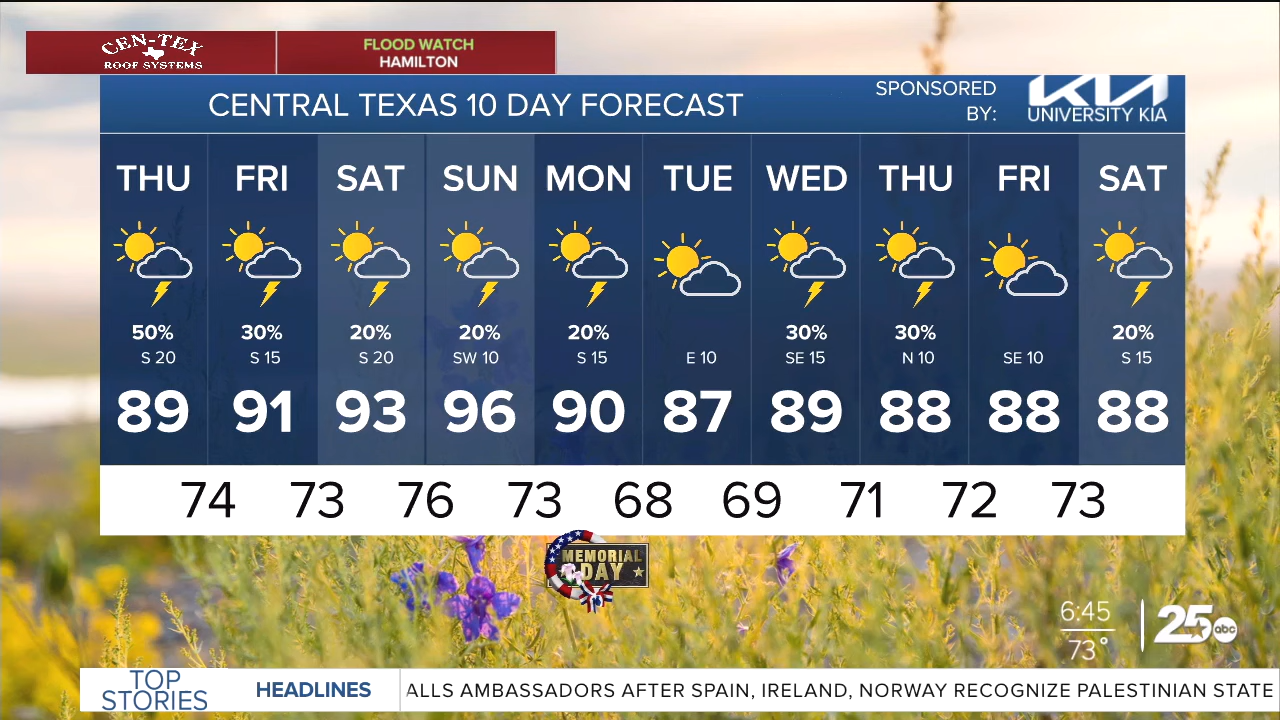 CEN-TEX
ROOF SYSTEMS
FLOOD WATCH
HAMILTON
CENTRAL TEXAS 10 DAY FORECAST
SPONSORED
BY:
KIA
UNIVERSITY KIA
THU FRI SAT SUN MON TUE WED THU FRI SAT
50% 30% 20% 20% 20% 30% 30% 20%
S 20 S 15 S 20 SW 10 S 15 E 10 SE 15 N 10 SE 10 S 15
89 91 93 96 90 87 89 88 88 88
74 73 76 73 68 69 71 72 73
MEMORIAL
DAY
6:45
73°
25 abc
TOP
STORIES
HEADLINES
ALLS AMBASSADORS AFTER SPAIN, IRELAND, NORWAY RECOGNIZE PALESTINIAN STATE